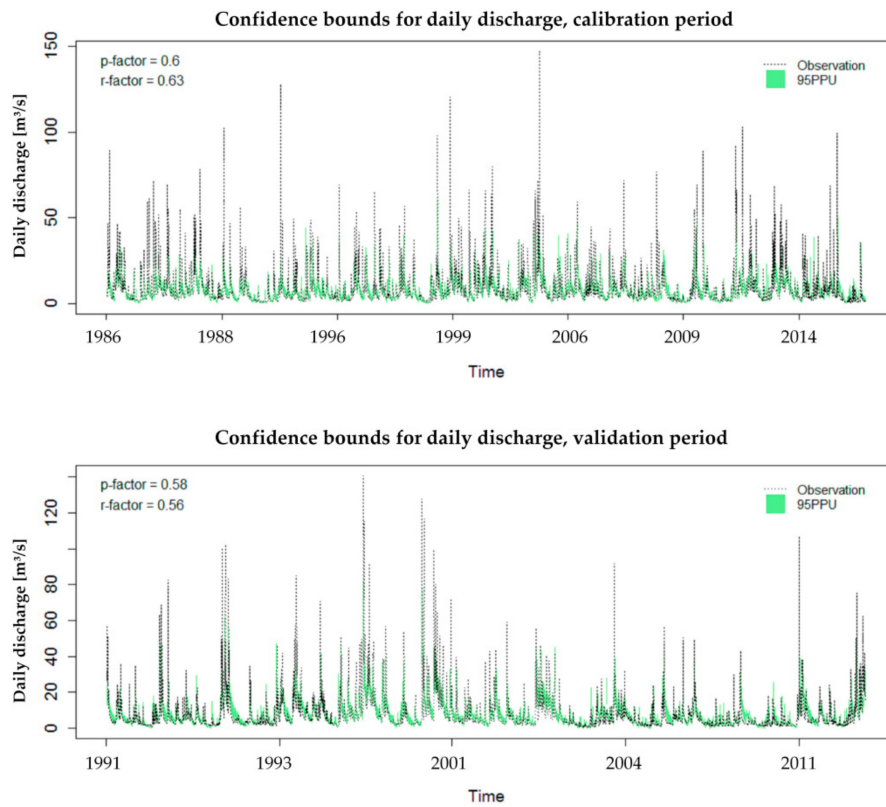 Confidence bounds for daily discharge, calibration period
p-factor = 0.6
r-factor = 0.63
Observation
95PPU
Daily discharge [m³/s]
150
100
50
0
1986 1988 1996 1999 2006 2009 2014
Time
Confidence bounds for daily discharge, validation period
p-factor = 0.58
r-factor = 0.56
Observation
95PPU
Daily discharge [m³/s]
120
80
60
40
20
0
1991 1993 2001 2004 2011
Time